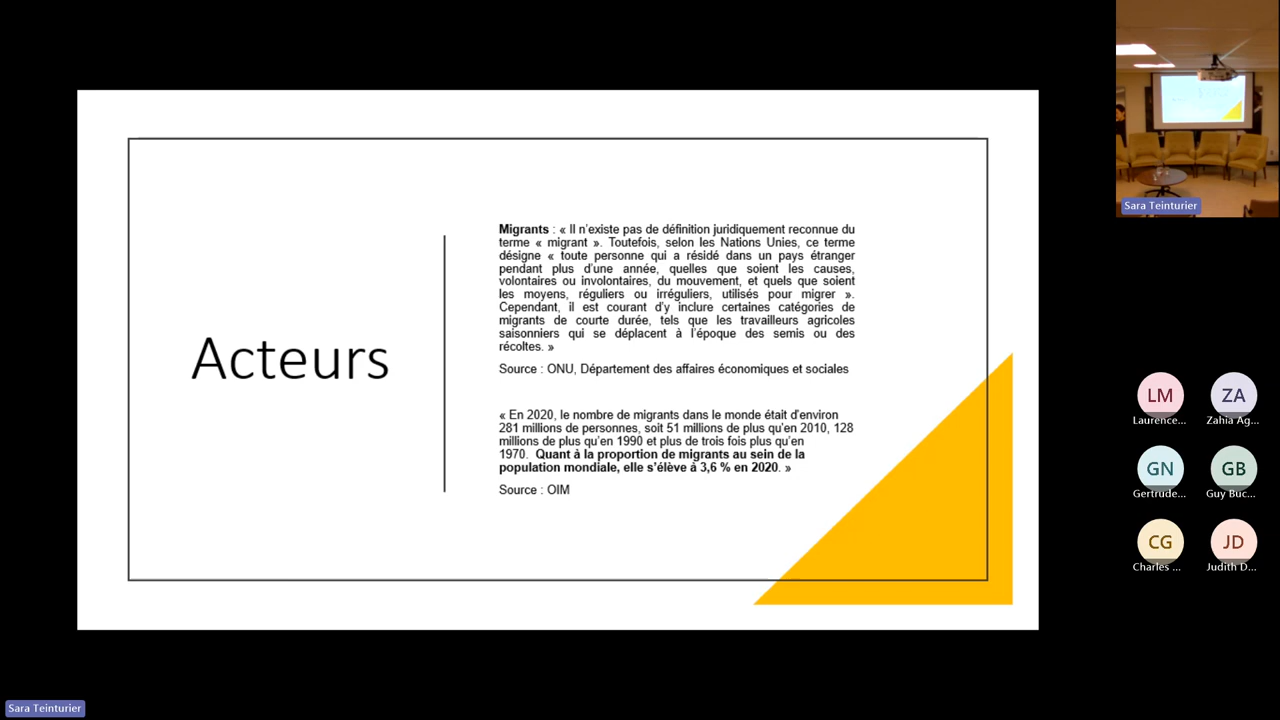 Acteurs
Migrants : « Il n’existe pas de définition juridiquement reconnue du
terme « migrant ». Toutefois, selon les Nations Unies, ce terme
désigne « toute personne qui a résidé dans un pays étranger
pendant plus d’une année, quelles que soient les causes,
volontaires ou involontaires, du mouvement, et quels que soient
les moyens, réguliers ou irréguliers, utilisés pour migrer ».
Cependant, il est courant d’y inclure certaines catégories de
migrants de courte durée, tels que les travailleurs agricoles
saisonniers qui se déplacent à l’époque des semis ou des
récoltes. »
Source : ONU, Département des affaires économiques et sociales
« En 2020, le nombre de migrants dans le monde était d’environ
281 millions de personnes, soit 51 millions de plus qu’en 2010, 128
millions de plus qu’en 1990 et plus de trois fois plus qu’en
1970. Quant à la proportion de migrants au sein de la
population mondiale, elle s’élève à 3,6 % en 2020. »
Source : OIM
Sara Teinturier
LM
ZA
Laurence...
Zahia Ag...
GN
GB
Gertrude...
Guy Buc...
CG
JD
Charles ...
Judith D...
Sara Teinturier